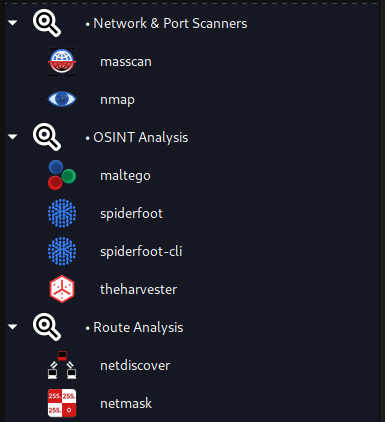 • Network & Port Scanners
masscan
nmap
• OSINT Analysis
maltego
spiderfoot
spiderfoot-cli
theharvester
• Route Analysis
netdiscover
netmask
255. 255.
255. 0